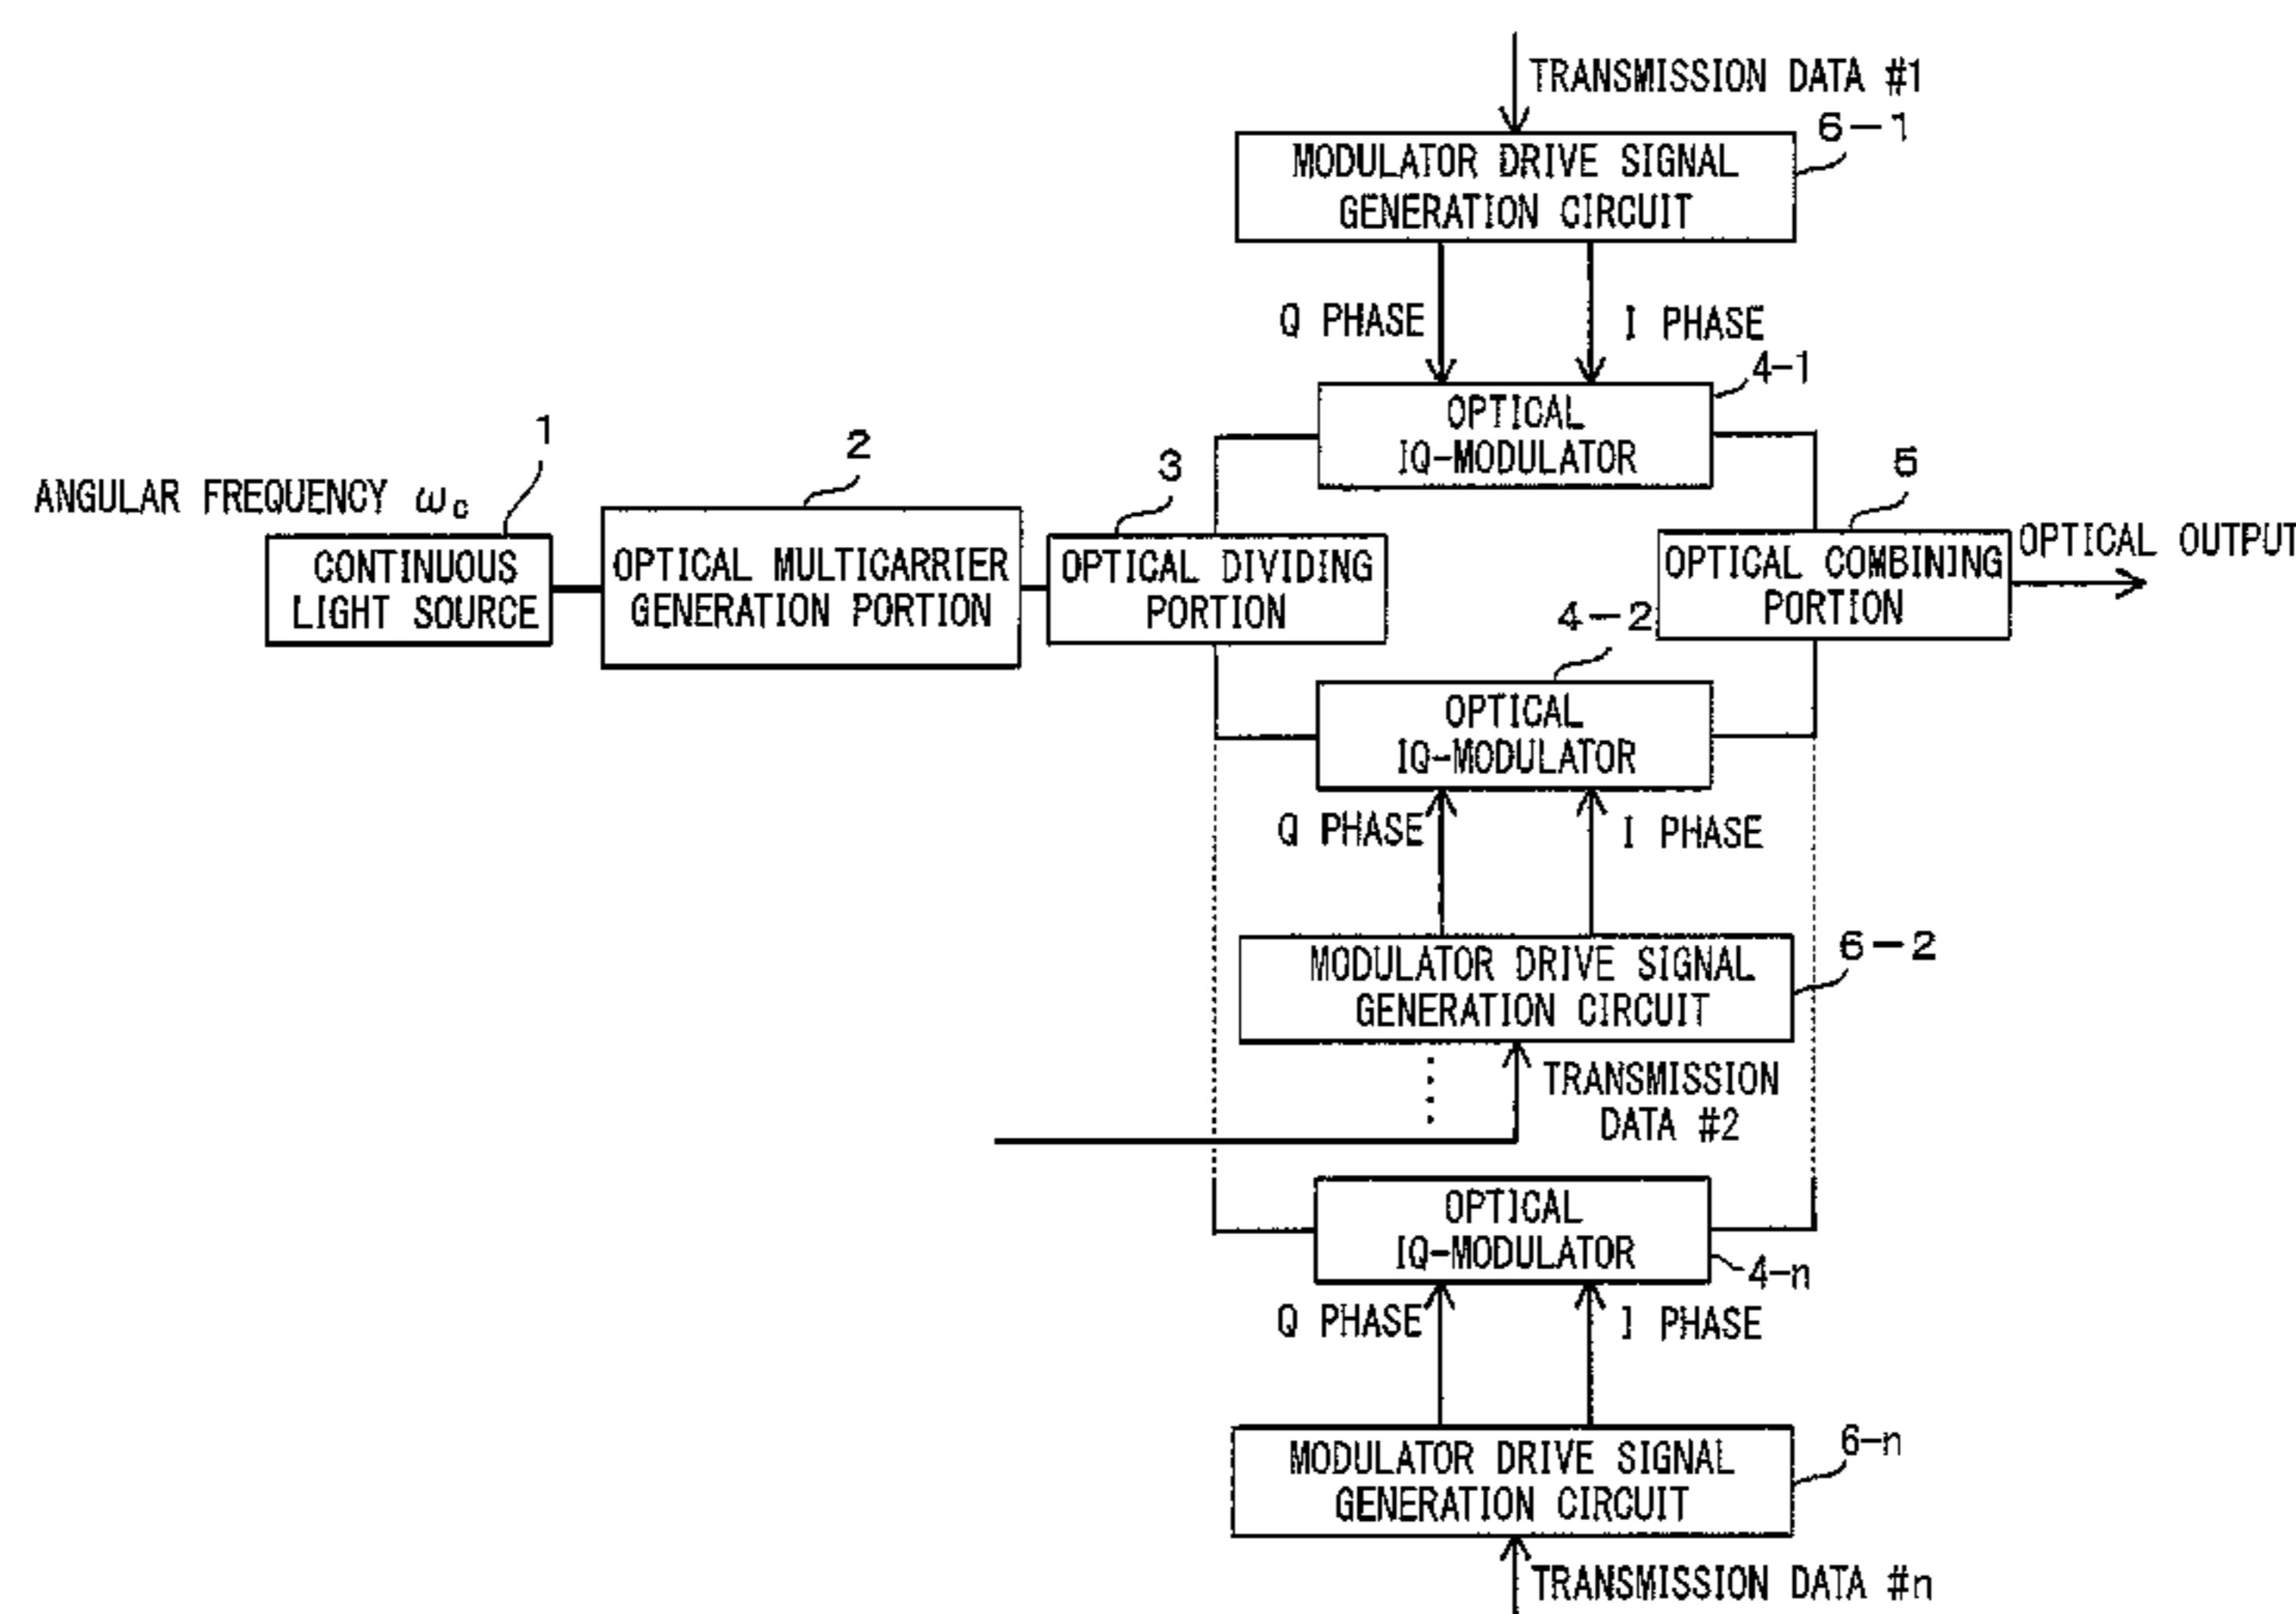 TRANSMISSION DATA #1
6-1
MODULATOR DRIVE SIGNAL
GENERATION CIRCUIT
Q PHASE
I PHASE
4-1
OPTICAL
IQ-MODULATOR
1
2
3
5
ANGULAR FREQUENCY ωc
CONTINUOUS
LIGHT SOURCE
OPTICAL MULTICARRIER
GENERATION PORTION
OPTICAL DIVIDING
PORTION
OPTICAL COMBINING
PORTION
OPTICAL OUTPUT
4-2
OPTICAL
IQ-MODULATOR
Q PHASE
I PHASE
6-2
MODULATOR DRIVE SIGNAL
GENERATION CIRCUIT
TRANSMISSION
DATA #2
OPTICAL
IQ-MODULATOR
4-n
Q PHASE
I PHASE
6-n
MODULATOR DRIVE SIGNAL
GENERATION CIRCUIT
TRANSMISSION DATA #n